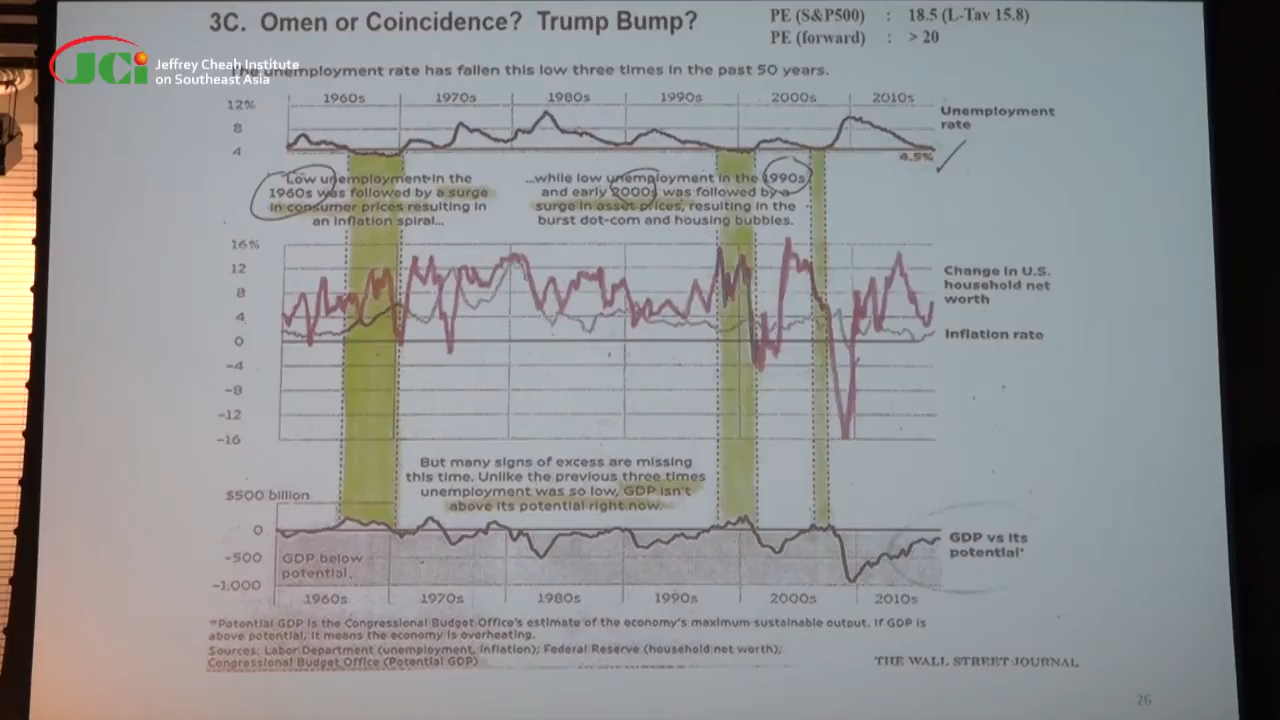 3C. Omen or Coincidence? Trump Bump?
PE (S&P500) : 18.5 (L-Tav 15.8)
PE (forward) : > 20
JCi Jeffrey Cheah Institute
on Southeast Asia
The unemployment rate has fallen this low three times in the past 50 years.
1960s 1970s 1980s 1990s 2000s 2010s
12%
8
4
Unemployment
rate
4.5%
Low unemployment in the
1960s was followed by a surge
in consumer prices resulting in
an inflation spiral...
...while low unemployment in the 1990s
and early 2000s was followed by a
surge in asset prices, resulting in the
burst dot-com and housing bubbles.
16%
12
8
4
0
-4
-8
-12
-16
Change in U.S.
household net
worth
Inflation rate
But many signs of excess are missing
this time. Unlike the previous three times
unemployment was so low, GDP isn't
above its potential right now.
$500 billion
0
-500
-1,000
GDP below
potential.
GDP vs its
potential*
1960s 1970s 1980s 1990s 2000s 2010s
*Potential GDP is the Congressional Budget Office's estimate of the economy's maximum sustainable output. If GDP is
above potential, it means the economy is overheating.
Sources: Labor Department (unemployment, inflation); Federal Reserve (household net worth);
Congressional Budget Office (Potential GDP)
THE WALL STREET JOURNAL
26